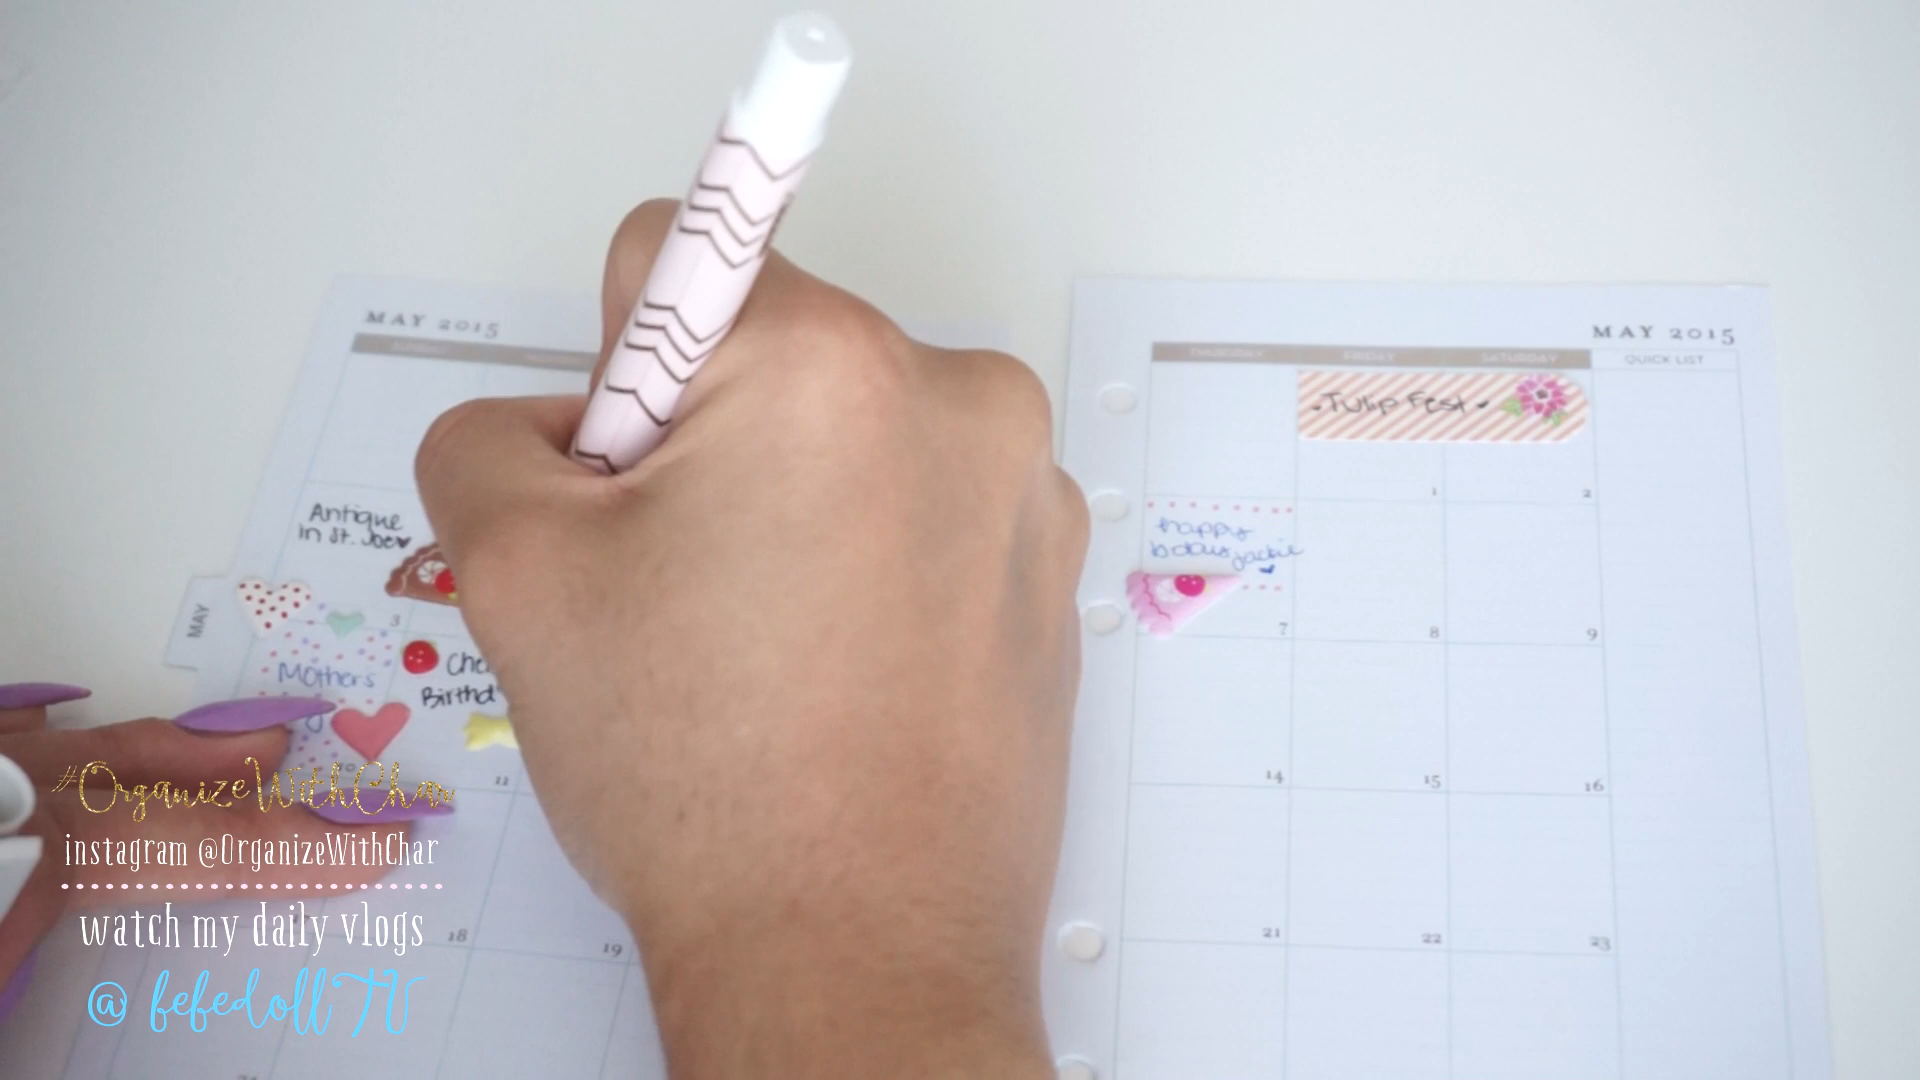 MAY 2015
SUNDAY
Antique
in St. Joe
3
MAY
Mothers
Che
Birthd
10
11
18
19
MAY 2015
THURSDAY FRIDAY SATURDAY QUICK LIST
Tulip Fest
1 2
happy
bday Jackie
7 8 9
14 15 16
21 22 23
#OrganizeWithChar
instagram @OrganizeWithChar
watch my daily vlogs
@ fefedollTV